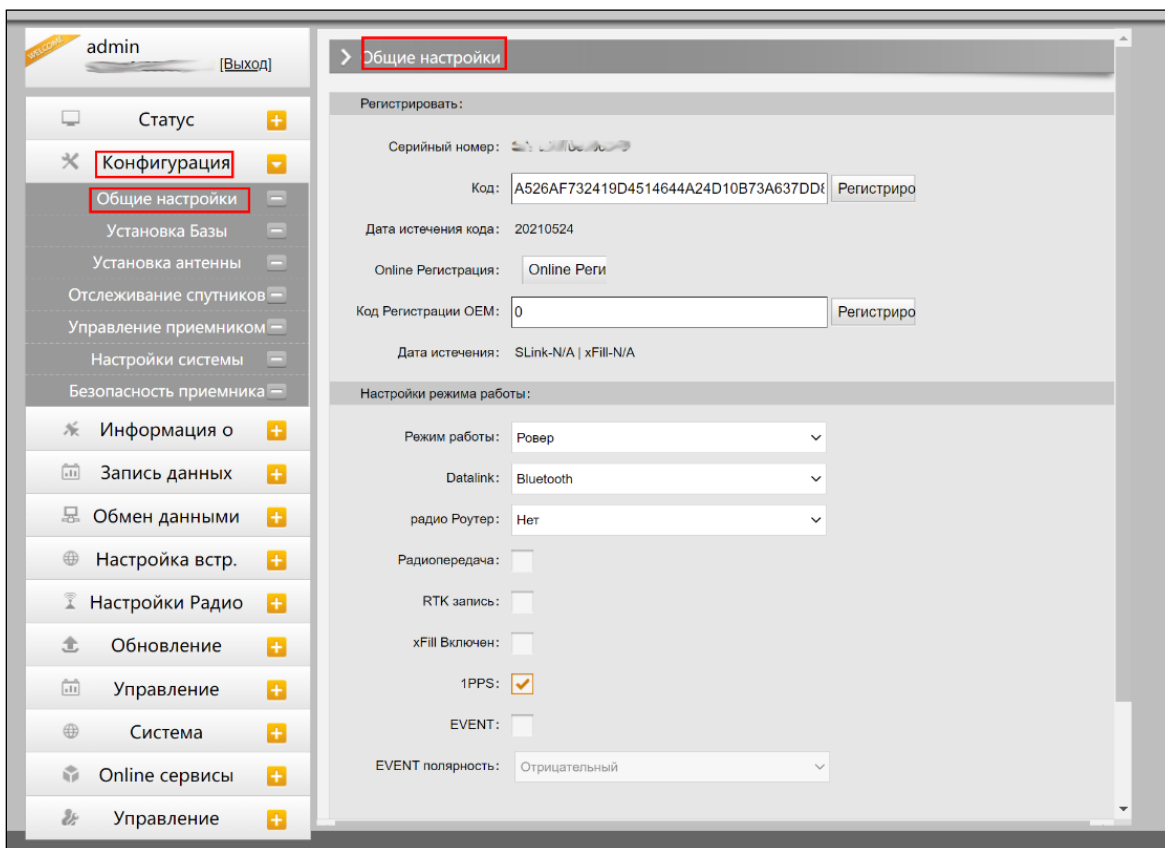 WELCOME
admin
[Выход]
Статус
Конфигурация
Общие настройки
Установка Базы
Установка антенны
Отслеживание спутников
Управление приемником
Настройки системы
Безопасность приемника
Информация о
Запись данных
Обмен данными
Настройка встр.
Настройки Радио
Обновление
Управление
Система
Online сервисы
Управление
Общие настройки
Регистрировать:
Серийный номер:
Код: A526AF732419D4514644A24D10B73A637DD8 Регистриро
Дата истечения кода: 20210524
Online Регистрация: Online Реги
Код Регистрации OEM: 0 Регистриро
Дата истечения: SLink-N/A | xFill-N/A
Настройки режима работы:
Режим работы: Ровер
Datalink: Bluetooth
радио Роутер: Нет
Радиопередача:
RTK запись:
xFill Включен:
1PPS:
EVENT:
EVENT полярность: Отрицательный